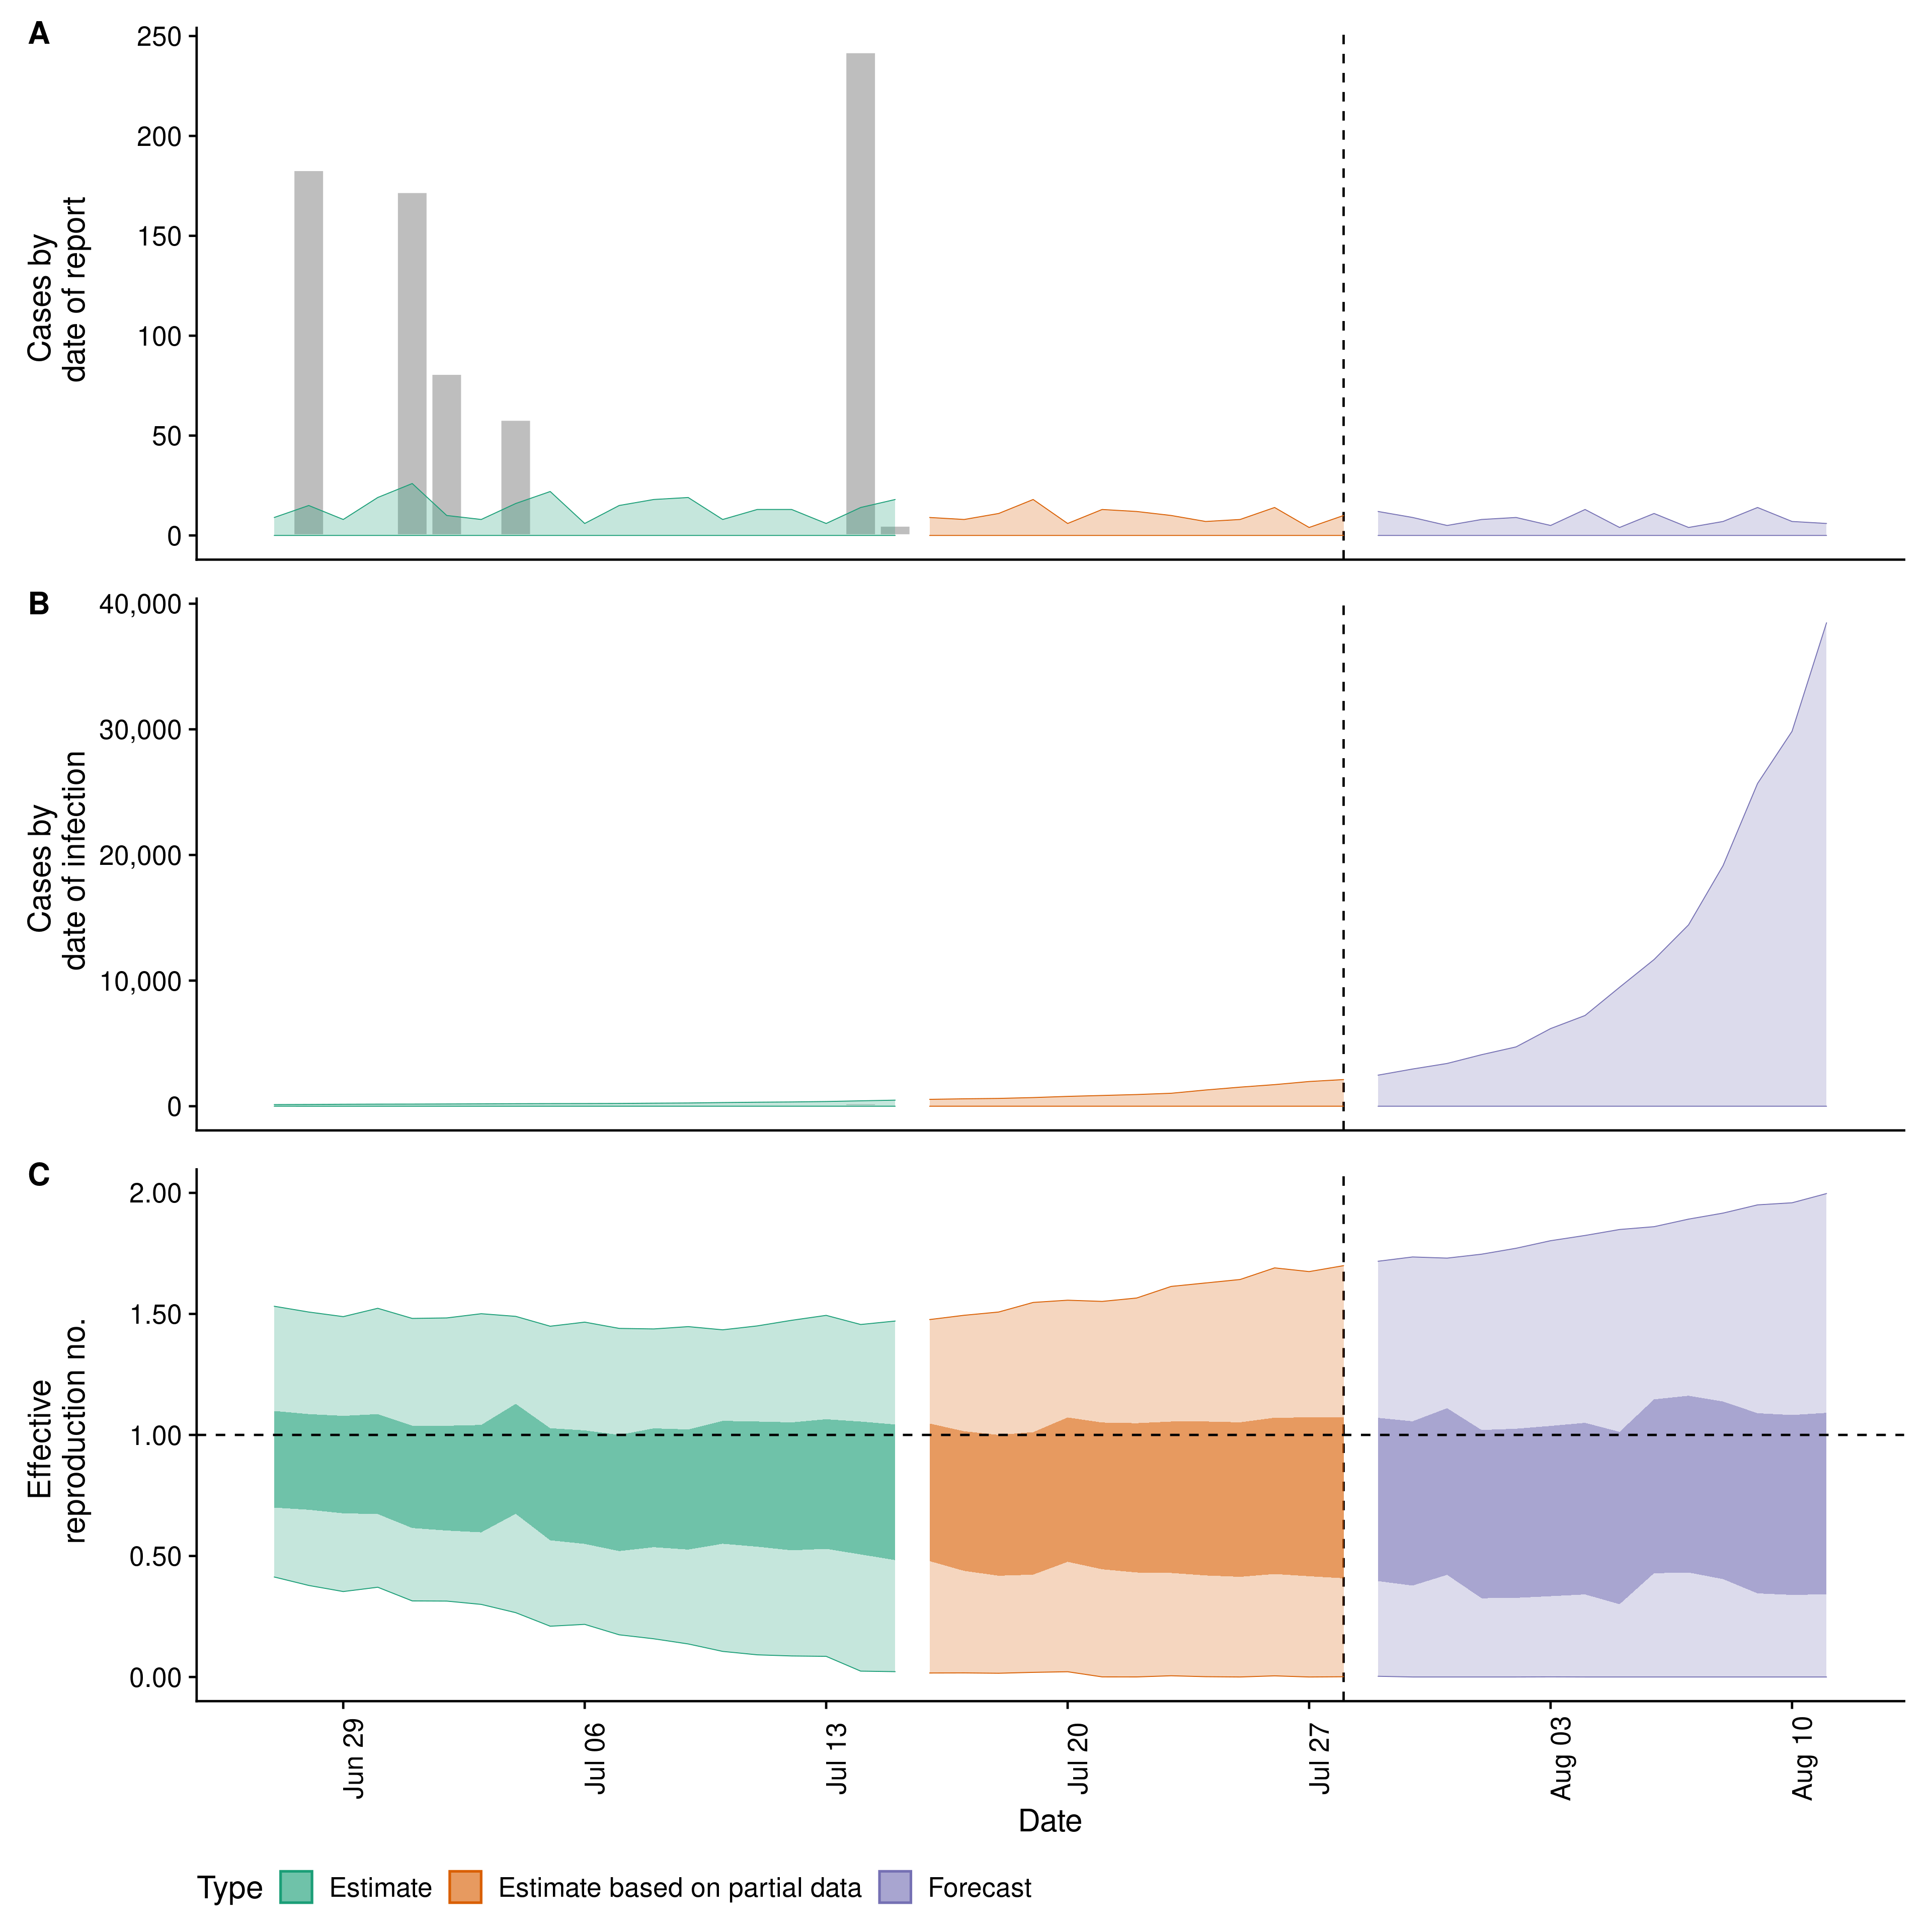 A
250
200
150
100
50
0
Cases by
date of report
B
40,000
30,000
20,000
10,000
0
Cases by
date of infection
C
2.00
1.50
1.00
0.50
0.00
Effective
reproduction no.
Jun 29
Jul 06
Jul 13
Jul 20
Jul 27
Aug 03
Aug 10
Date
Type
Estimate
Estimate based on partial data
Forecast